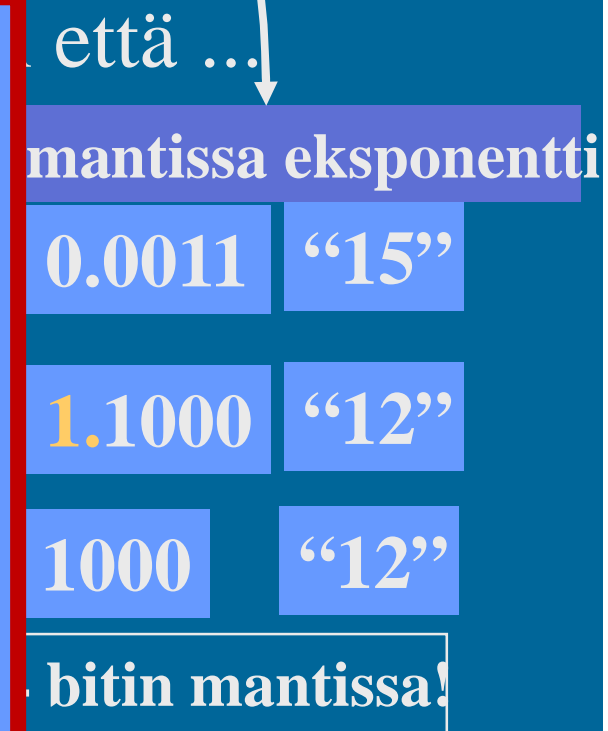 että ...
mantissa eksponentti
0.0011 “15”
1.1000 “12”
1000 “12”
- bitin mantissa!